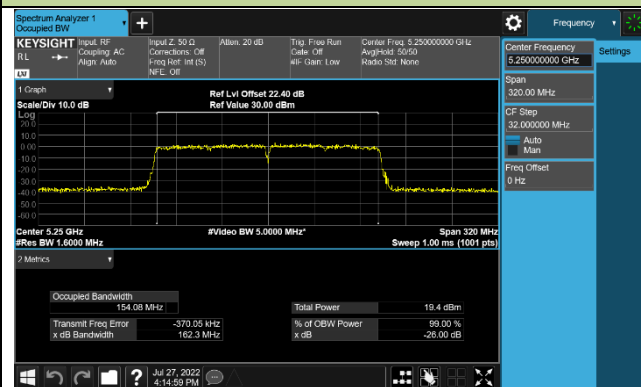 Spectrum Analyzer 1
Occupied BW
Frequency
KEYSIGHT
RL
LXI
Input: RF
Coupling: AC
Align: Auto
Input Z: 50 Ω
Corrections: Off
Freq Ref: Int (S)
NFE: Off
Atten: 20 dB
Trig: Free Run
Gate: Off
#IF Gain: Low
Center Freq: 5.250000000 GHz
Avg|Hold: 50/50
Radio Std: None
Center Frequency
5.250000000 GHz
Settings
Span
320.00 MHz
CF Step
32.000000 MHz
Auto
Man
Freq Offset
0 Hz
1 Graph
Scale/Div 10.0 dB
Ref Lvl Offset 22.40 dB
Ref Value 30.00 dBm
Log
20.0
10.0
0.00
-10.0
-20.0
-30.0
-40.0
-50.0
-60.0
Center 5.25 GHz
#Video BW 5.0000 MHz*
Span 320 MHz
#Res BW 1.6000 MHz
Sweep 1.00 ms (1001 pts)
2 Metrics
Occupied Bandwidth
154.08 MHz
Total Power 19.4 dBm
Transmit Freq Error -370.05 kHz
% of OBW Power 99.00 %
x dB Bandwidth 162.3 MHz
x dB -26.00 dB
?
Jul 27, 2022
4:14:59 PM